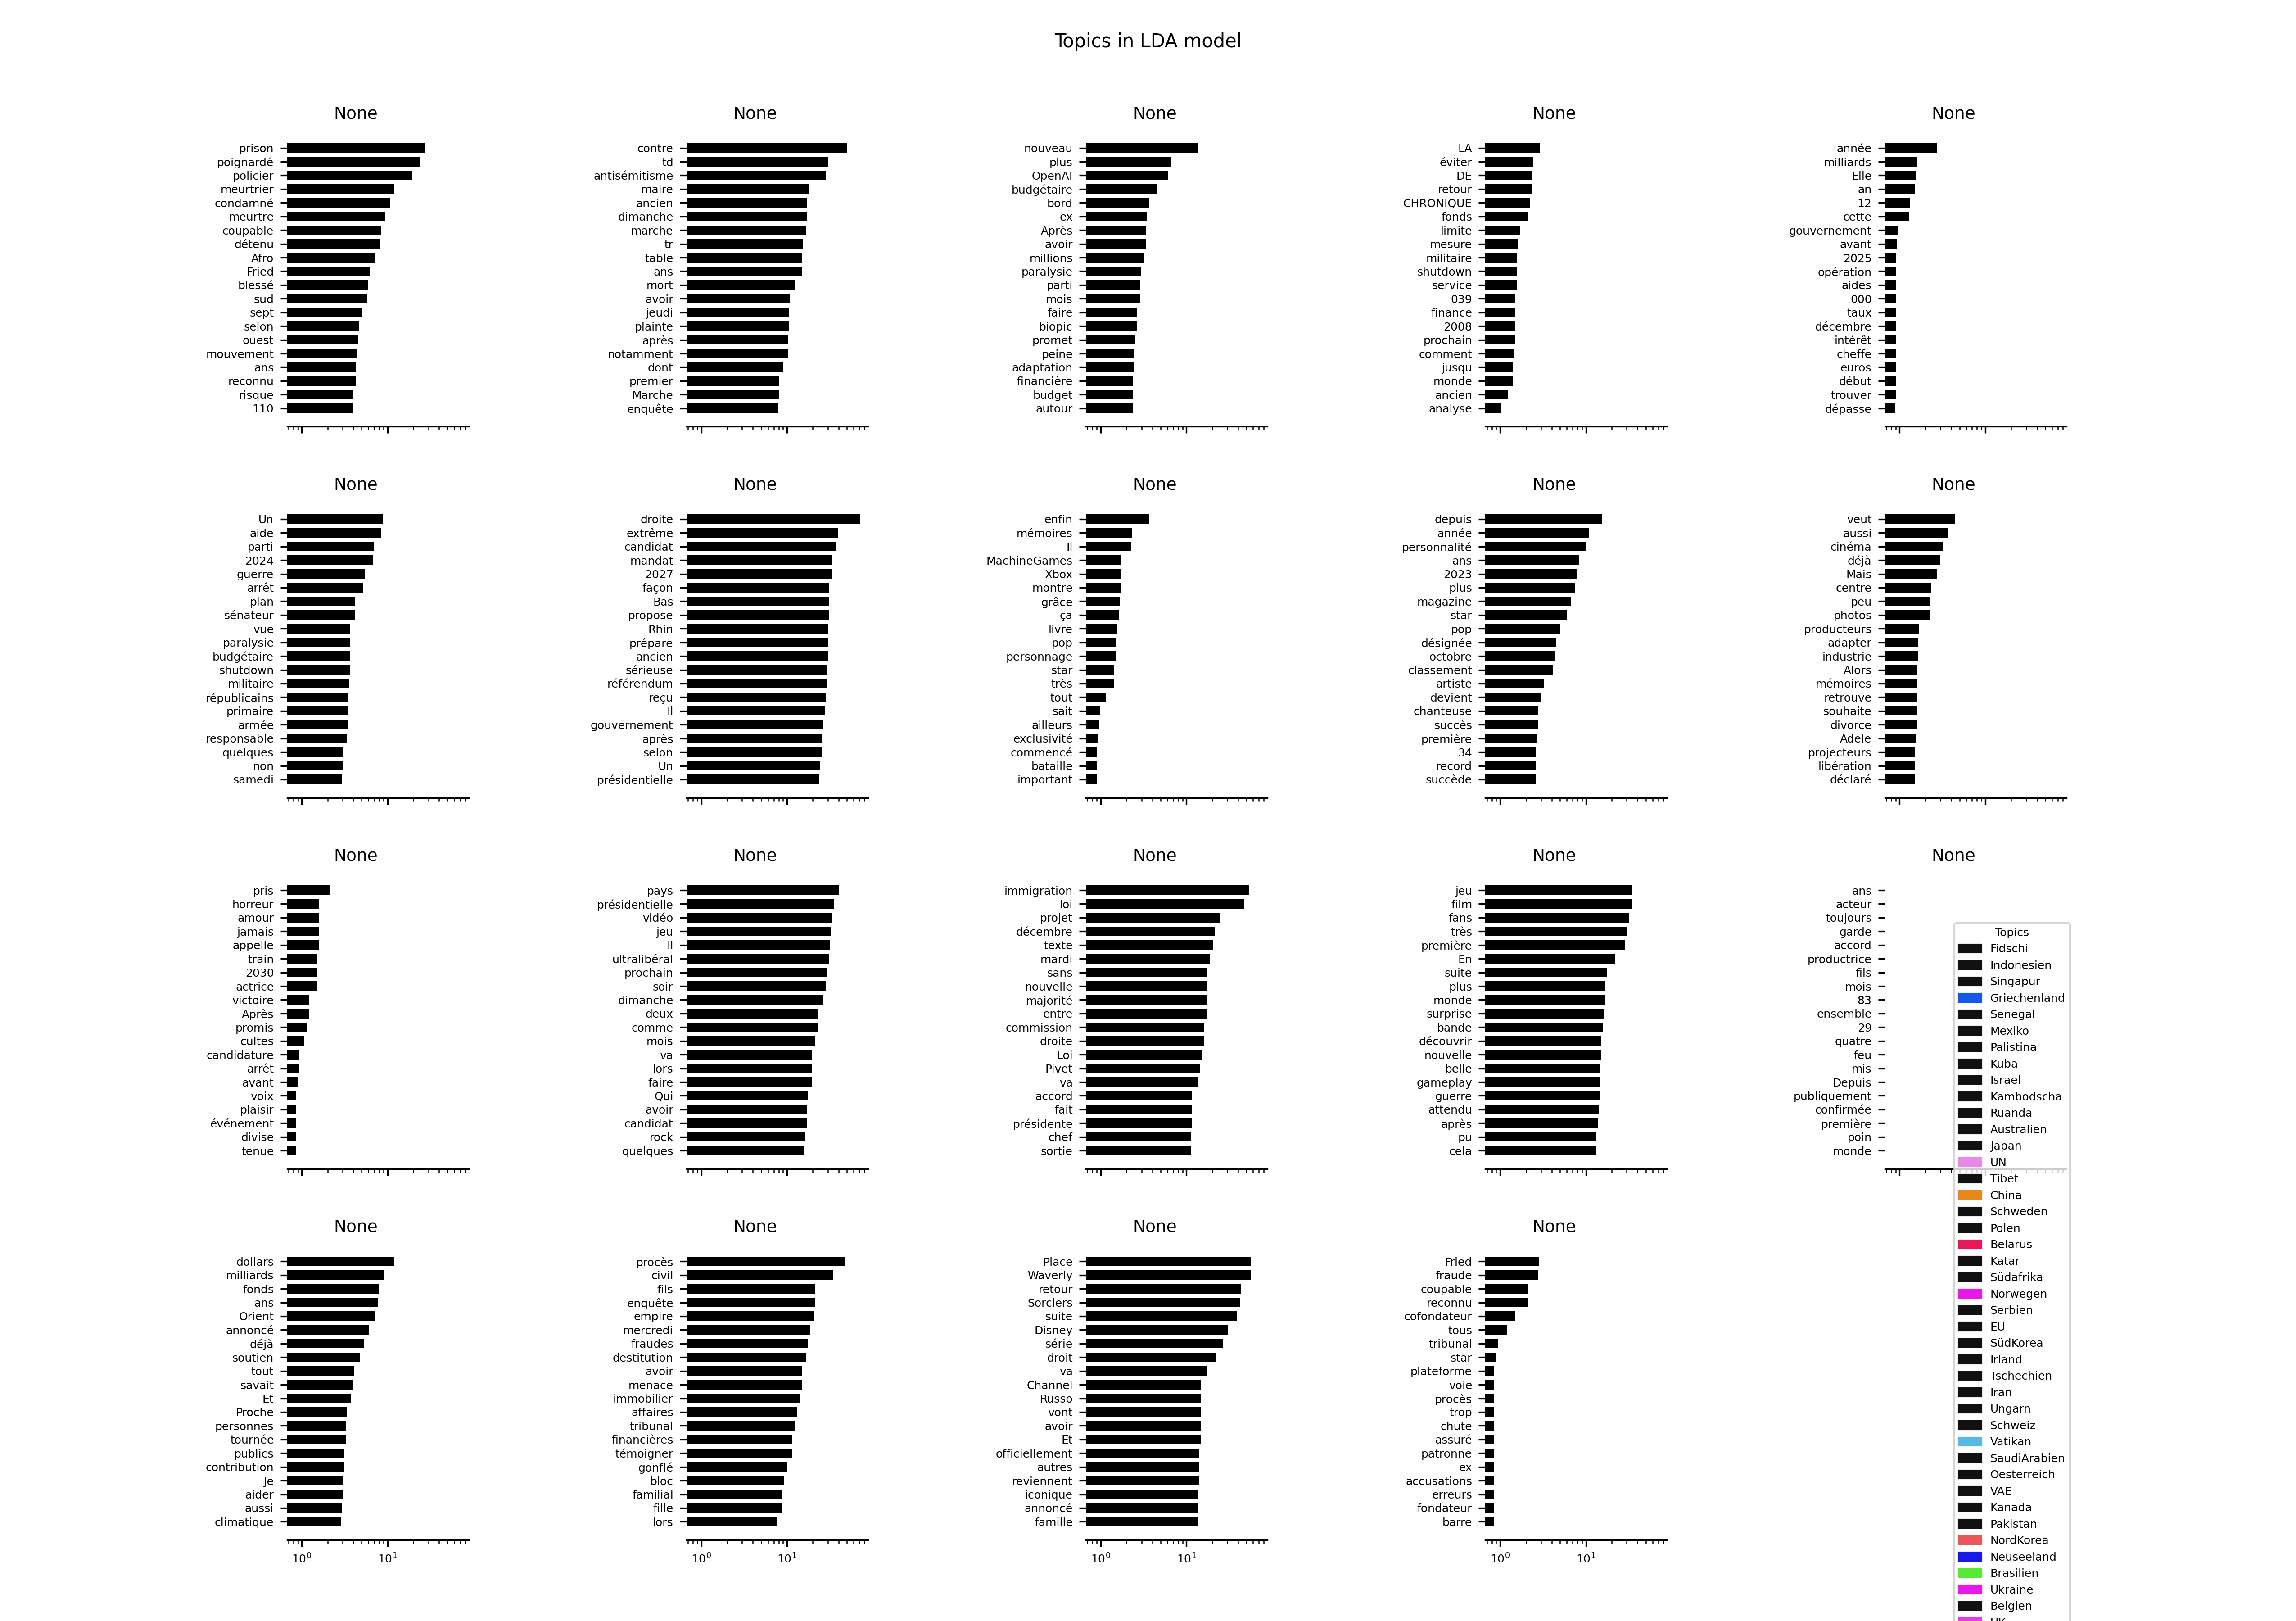 Topics in LDA model
None
prison
poignardé
policier
meurtrier
condamné
meurtre
coupable
détenu
Afro
Fried
blessé
sud
sept
selon
ouest
mouvement
ans
reconnu
risque
110
None
contre
td
antisémitisme
maire
ancien
dimanche
marche
tr
table
ans
mort
avoir
jeudi
plainte
après
notamment
dont
premier
Marche
enquête
None
nouveau
plus
OpenAI
budgétaire
bord
ex
Après
avoir
millions
paralysie
parti
mois
faire
biopic
promet
peine
adaptation
financière
budget
autour
None
LA
éviter
DE
retour
CHRONIQUE
fonds
limite
mesure
militaire
shutdown
service
039
finance
2008
prochain
comment
jusqu
monde
ancien
analyse
None
année
milliards
Elle
an
12
cette
gouvernement
avant
2025
opération
aides
000
taux
décembre
intérêt
cheffe
euros
début
trouver
dépasse
None
Un
aide
parti
2024
guerre
arrêt
plan
sénateur
vue
paralysie
budgétaire
shutdown
militaire
républicains
primaire
armée
responsable
quelques
non
samedi
None
droite
extrême
candidat
mandat
2027
façon
Bas
propose
Rhin
prépare
ancien
sérieuse
référendum
reçu
Il
gouvernement
après
selon
Un
présidentielle
None
enfin
mémoires
Il
MachineGames
Xbox
montre
grâce
ça
livre
pop
personnage
star
très
tout
sait
ailleurs
exclusivité
commencé
bataille
important
None
depuis
année
personnalité
ans
2023
plus
magazine
star
pop
désignée
octobre
classement
artiste
devient
chanteuse
succès
première
34
record
succède
None
veut
aussi
cinéma
déjà
Mais
centre
peu
photos
producteurs
adapter
industrie
Alors
mémoires
retrouve
souhaite
divorce
Adele
projecteurs
libération
déclaré
None
pris
horreur
amour
jamais
appelle
train
2030
actrice
victoire
Après
promis
cultes
candidature
arrêt
avant
voix
plaisir
événement
divise
tenue
None
pays
présidentielle
vidéo
jeu
Il
ultralibéral
prochain
soir
dimanche
deux
comme
mois
va
lors
faire
Qui
avoir
candidat
rock
quelques
None
immigration
loi
projet
décembre
texte
mardi
sans
nouvelle
majorité
entre
commission
droite
Loi
Pivet
va
accord
fait
présidente
chef
sortie
None
jeu
film
fans
très
première
En
suite
plus
monde
surprise
bande
découvrir
nouvelle
belle
gameplay
guerre
attendu
après
pu
cela
None
ans
acteur
toujours
garde
accord
productrice
fils
mois
83
ensemble
29
quatre
feu
mis
Depuis
publiquement
confirmée
première
poin
monde
None
dollars
milliards
fonds
ans
Orient
annoncé
déjà
soutien
tout
savait
Et
Proche
personnes
tournée
publics
contribution
Je
aider
aussi
climatique
10^0 10^1
None
procès
civil
fils
enquête
empire
mercredi
fraudes
destitution
avoir
menace
immobilier
affaires
tribunal
financières
témoigner
gonflé
bloc
familial
fille
lors
10^0 10^1
None
Place
Waverly
retour
Sorciers
suite
Disney
série
droit
va
Channel
Russo
vont
avoir
Et
officiellement
autres
reviennent
iconique
annoncé
famille
10^0 10^1
None
Fried
fraude
coupable
reconnu
cofondateur
tous
tribunal
star
plateforme
voie
procès
trop
chute
assuré
patronne
ex
accusations
erreurs
fondateur
barre
10^0 10^1
Topics
Fidschi
Indonesien
Singapur
Griechenland
Senegal
Mexiko
Palistina
Kuba
Israel
Kambodscha
Ruanda
Australien
Japan
UN
Tibet
China
Schweden
Polen
Belarus
Katar
Südafrika
Norwegen
Serbien
EU
SüdKorea
Irland
Tschechien
Iran
Ungarn
Schweiz
Vatikan
SaudiArabien
Oesterreich
VAE
Kanada
Pakistan
NordKorea
Neuseeland
Brasilien
Ukraine
Belgien